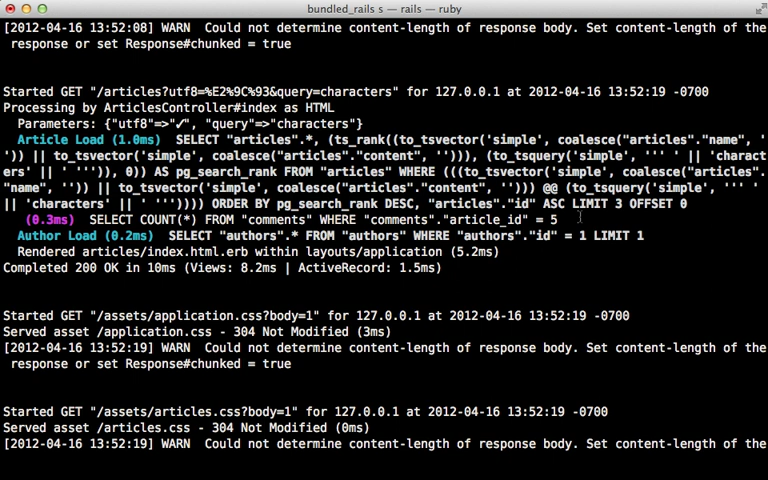 bundled_rails s — rails — ruby
[2012-04-16 13:52:08] WARN  Could not determine content-length of response body. Set content-length of the
 response or set Response#chunked = true
Started GET "/articles?utf8=%E2%9C%93&query=characters" for 127.0.0.1 at 2012-04-16 13:52:19 -0700
Processing by ArticlesController#index as HTML
  Parameters: {"utf8"=>"✓", "query"=>"characters"}
  Article Load (1.0ms)  SELECT "articles".*, (ts_rank((to_tsvector('simple', coalesce("articles"."name", '
')) || to_tsvector('simple', coalesce("articles"."content", ''))), (to_tsquery('simple', ''' ' || 'charact
ers' || ' ''')), 0)) AS pg_search_rank FROM "articles" WHERE (((to_tsvector('simple', coalesce("articles".
"name", '')) || to_tsvector('simple', coalesce("articles"."content", ''))) @@ (to_tsquery('simple', ''' '
|| 'characters' || ' ''')))) ORDER BY pg_search_rank DESC, "articles"."id" ASC LIMIT 3 OFFSET 0
   (0.3ms)  SELECT COUNT(*) FROM "comments" WHERE "comments"."article_id" = 5
  Author Load (0.2ms)  SELECT "authors".* FROM "authors" WHERE "authors"."id" = 1 LIMIT 1
  Rendered articles/index.html.erb within layouts/application (5.2ms)
Completed 200 OK in 10ms (Views: 8.2ms | ActiveRecord: 1.5ms)
Started GET "/assets/application.css?body=1" for 127.0.0.1 at 2012-04-16 13:52:19 -0700
Served asset /application.css - 304 Not Modified (3ms)
[2012-04-16 13:52:19] WARN  Could not determine content-length of response body. Set content-length of the
 response or set Response#chunked = true
Started GET "/assets/articles.css?body=1" for 127.0.0.1 at 2012-04-16 13:52:19 -0700
Served asset /articles.css - 304 Not Modified (0ms)
[2012-04-16 13:52:19] WARN  Could not determine content-length of response body. Set content-length of the